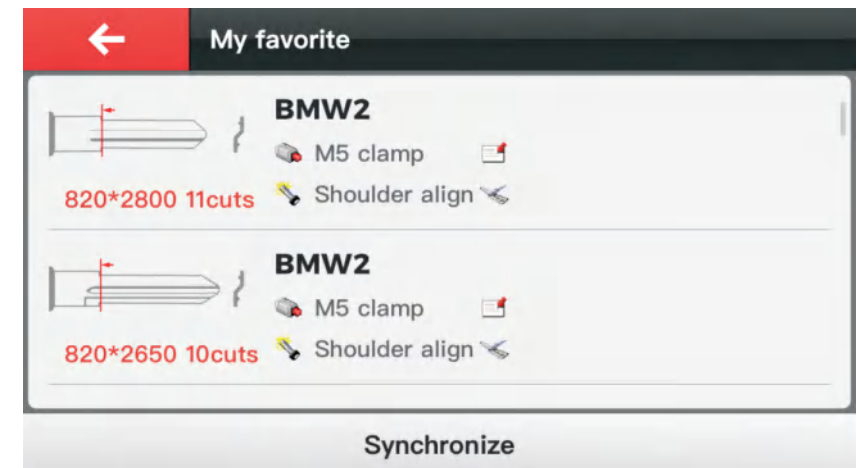 My favorite
BMW2
M5 clamp
820*2800 11cuts
Shoulder align
BMW2
M5 clamp
820*2650 10cuts
Shoulder align
Synchronize